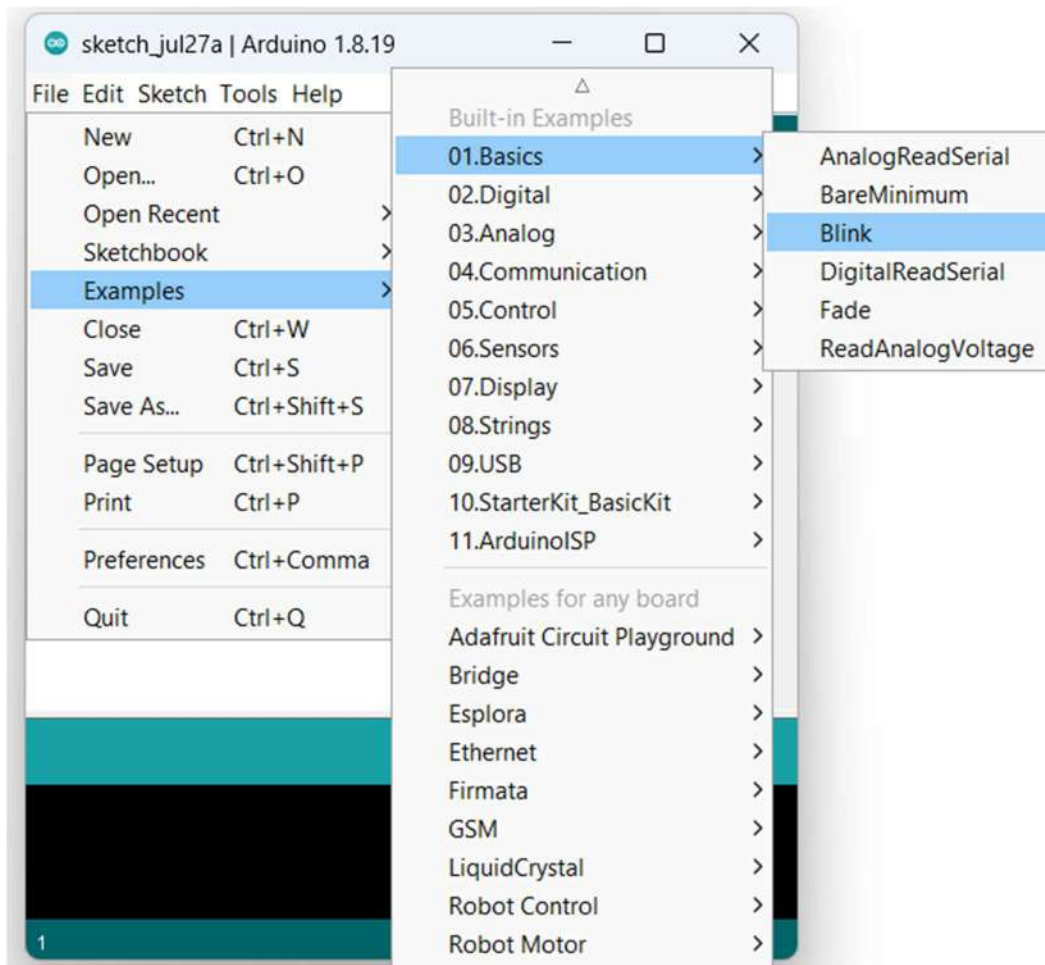 sketch_jul27a | Arduino 1.8.19
File Edit Sketch Tools Help
New Ctrl+N
Open... Ctrl+O
Open Recent
Sketchbook
Examples
Close Ctrl+W
Save Ctrl+S
Save As... Ctrl+Shift+S
Page Setup Ctrl+Shift+P
Print Ctrl+P
Preferences Ctrl+Comma
Quit Ctrl+Q
Built-in Examples
01.Basics
02.Digital
03.Analog
04.Communication
05.Control
06.Sensors
07.Display
08.Strings
09.USB
10.StarterKit_BasicKit
11.ArduinoISP
Examples for any board
Adafruit Circuit Playground
Bridge
Esplora
Ethernet
Firmata
GSM
LiquidCrystal
Robot Control
Robot Motor
AnalogReadSerial
BareMinimum
Blink
DigitalReadSerial
Fade
ReadAnalogVoltage
1